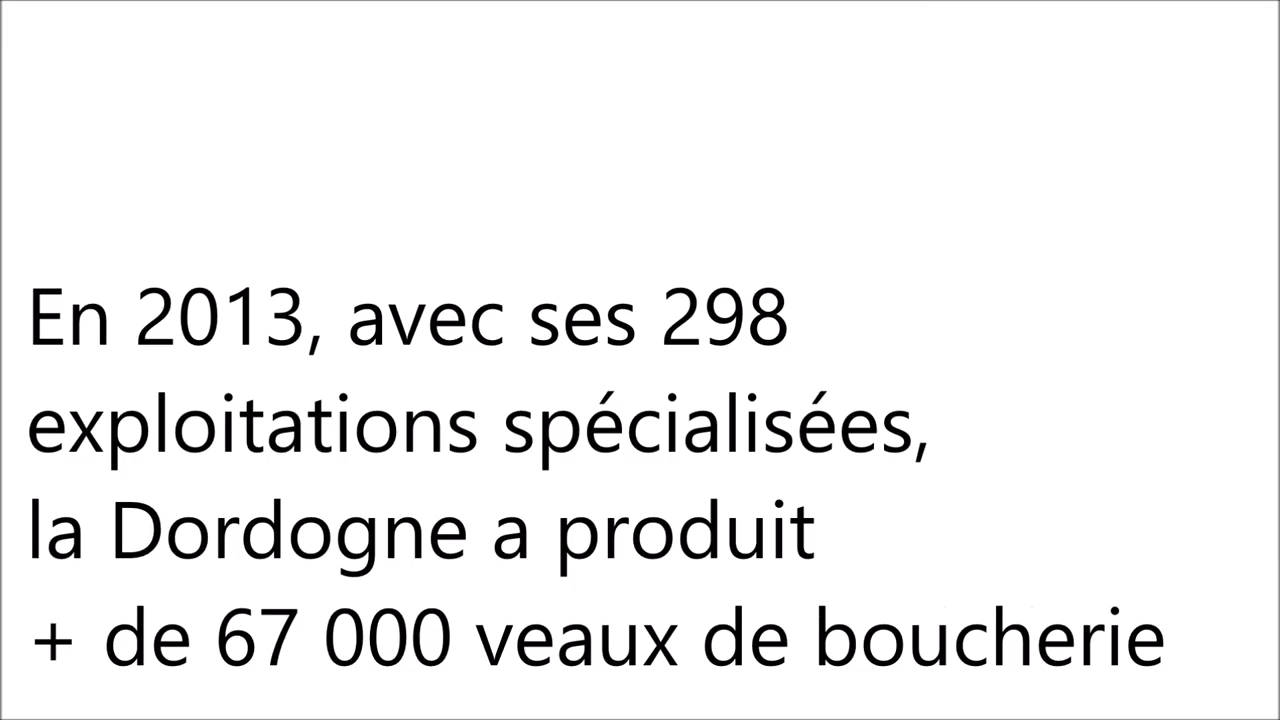 En 2013, avec ses 298
exploitations spécialisées,
la Dordogne a produit
+ de 67 000 veaux de boucherie